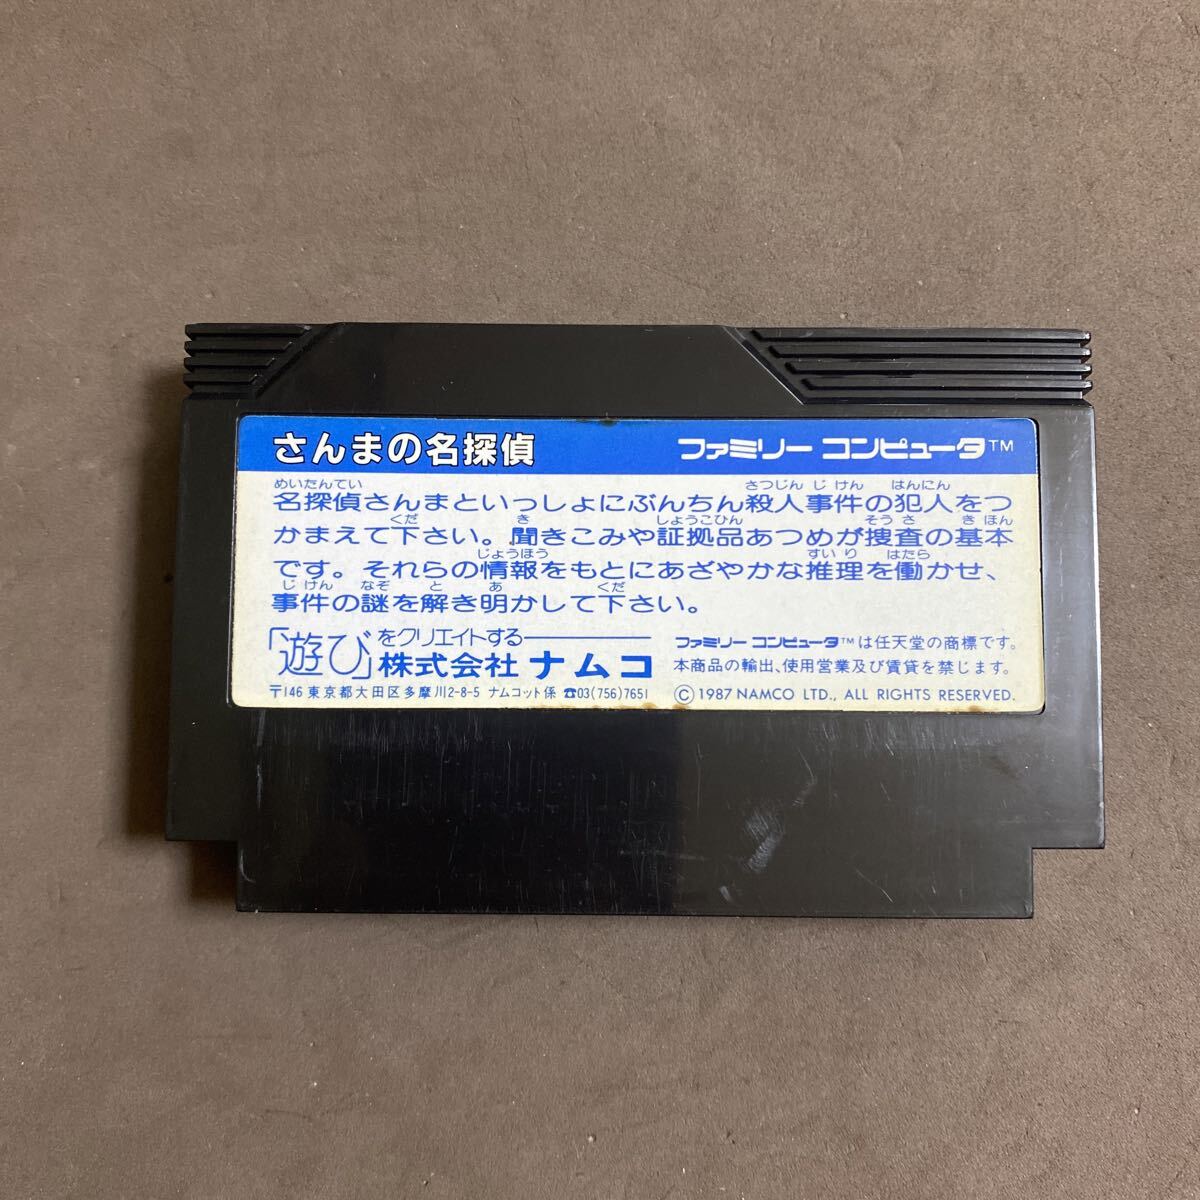 さんまの名探偵 ファミリー コンピュータ™
めいたんてい さつじん じ けん はんにん
名探偵さんまといっしょにぶんちん殺人事件の犯人をつ
くだ き しょうこひん そう さ き ほん
かまえて下さい。聞きこみや証拠品あつめが捜査の基本
じょうほう すい り はたら
です。それらの情報をもとにあざやかな推理を働かせ、
じ けん なぞ と あ くだ
事件の謎を解き明かして下さい。
「遊び」をクリエイトする
株式会社 ナムコ
〒146 東京都大田区多摩川2-8-5 ナムコット係 ☎03(756)7651
ファミリー コンピュータ™は任天堂の商標です。
本商品の輸出、使用営業及び賃貸を禁じます。
Ⓒ1987 NAMCO LTD., ALL RIGHTS RESERVED.